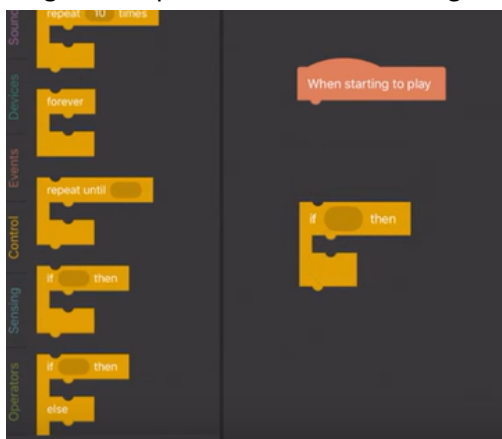 Sound
Devices
Events
Control
Sensing
Operators
repeat 10 times
forever
repeat until
if then
if then
else
When starting to play
if then